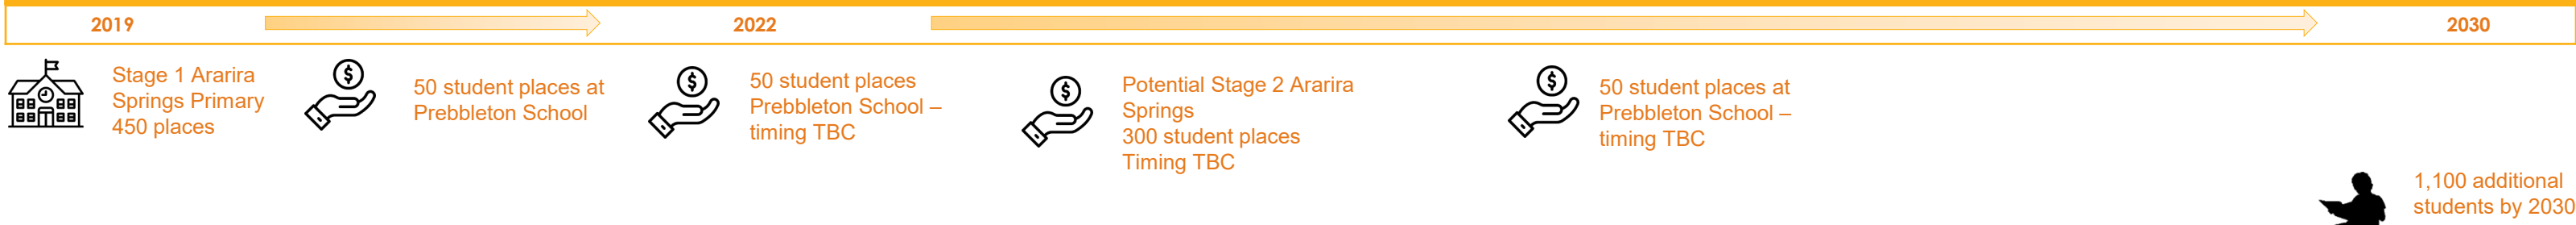 2019
2022
2030
Stage 1 Ararira
Springs Primary
450 places
50 student places at
Prebbleton School
50 student places
Prebbleton School –
timing TBC
Potential Stage 2 Ararira
Springs
300 student places
Timing TBC
50 student places at
Prebbleton School –
timing TBC
1,100 additional
students by 2030